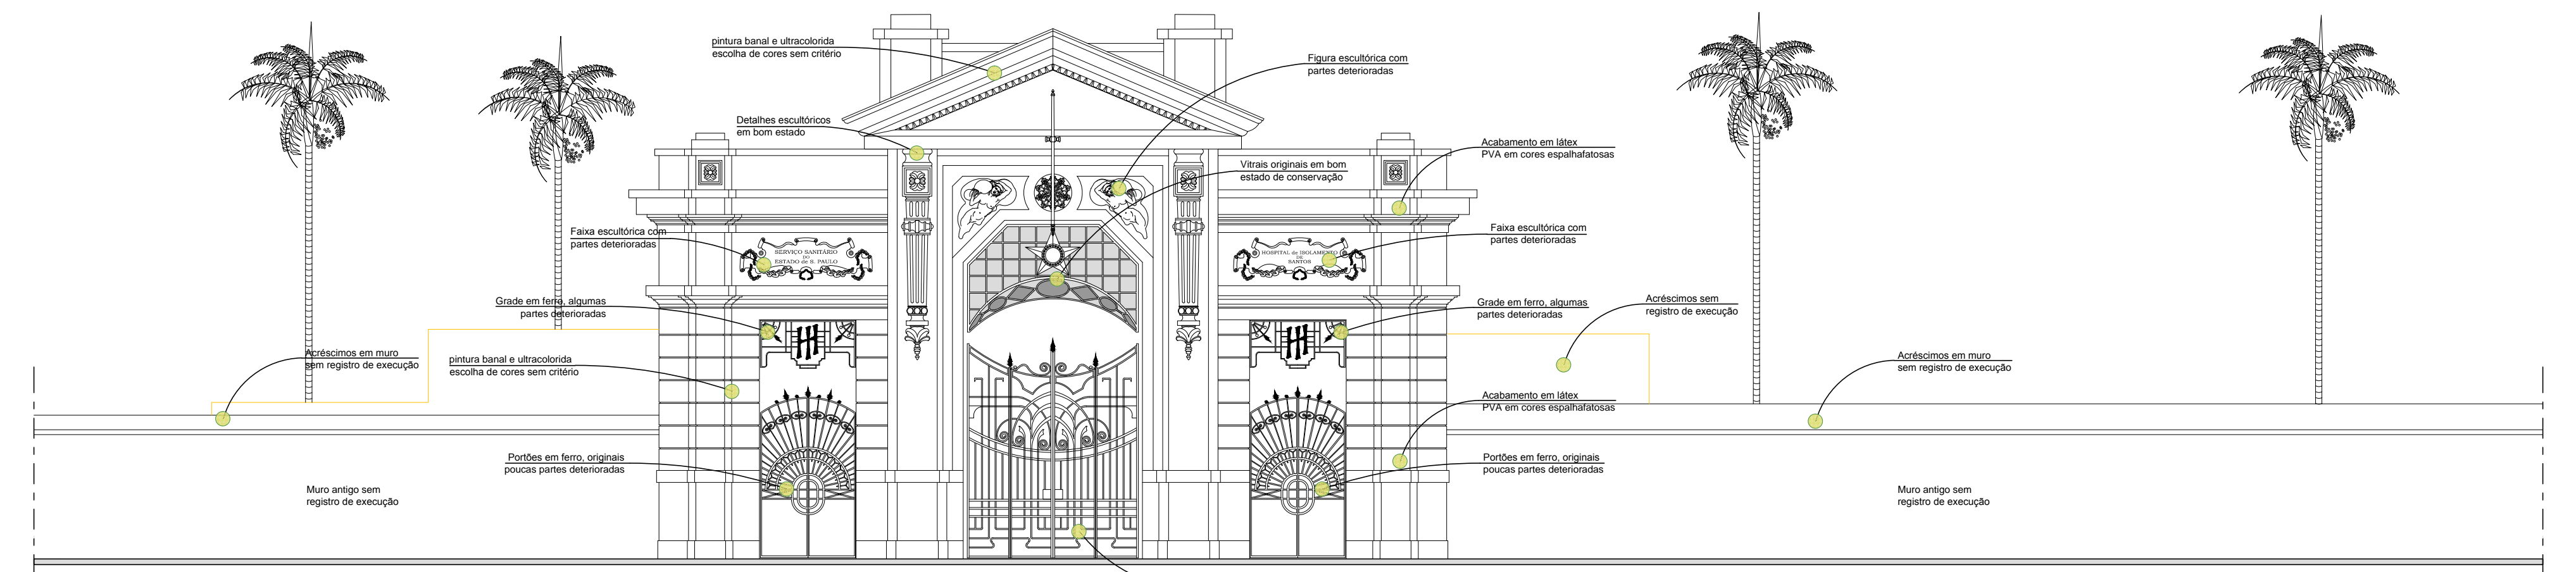 pintura banal e ultracolorida
escolha de cores sem critério
Figura escultórica com
partes deterioradas
Detalhes escultóricos
em bom estado
Vitrais originais em bom
estado de conservação
Acabamento em látex
PVA em cores espalhafatosas
Faixa escultórica com
partes deterioradas
SERVIÇO SANITÁRIO
DO
ESTADO de S. PAULO
HOSPITAL de ISOLAMENTO
DE
SANTOS
Faixa escultórica com
partes deterioradas
Grade em ferro, algumas
partes deterioradas
H
H
Grade em ferro, algumas
partes deterioradas
Acréscimos sem
registro de execução
Acréscimos em muro
sem registro de execução
pintura banal e ultracolorida
escolha de cores sem critério
Acabamento em látex
PVA em cores espalhafatosas
Acréscimos em muro
sem registro de execução
Portões em ferro, originais
poucas partes deterioradas
Portões em ferro, originais
poucas partes deterioradas
Muro antigo sem
registro de execução
Muro antigo sem
registro de execução